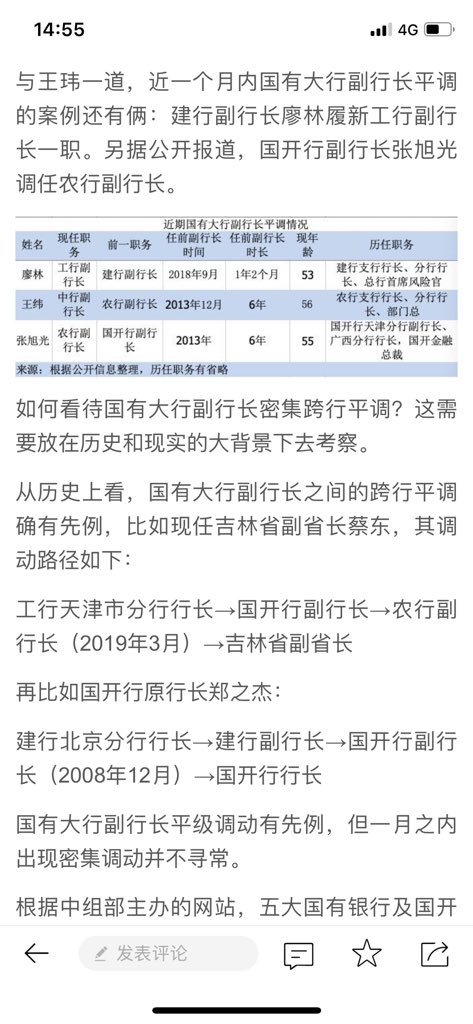 14:55
4G
与王玮一道，近一个月内国有大行副行长平调
的案例还有俩：建行副行长廖林履新工行副行
长一职。另据公开报道，国开行副行长张旭光
调任农行副行长。
近期国有大行副行长平调情况
姓名 现任职务 前一职务 任前副行长时间 任前副行长时长 现年龄 历任职务
廖林 工行副行长 建行副行长 2018年9月 1年2个月 53 建行支行行长、分行行长、总行首席风险官
王纬 中行副行长 农行副行长 2013年12月 6年 56 农行支行行长、分行行长、部门总
张旭光 农行副行长 国开行副行长 2013年 6年 55 国开行天津分行副行长、广西分行行长，国开金融总裁
来源：根据公开信息整理，历任职务有省略
如何看待国有大行副行长密集跨行平调？这需
要放在历史和现实的大背景下去考察。
从历史上看，国有大行副行长之间的跨行平调
确有先例，比如现任吉林省副省长蔡东，其调
动路径如下：
工行天津市分行行长→国开行副行长→农行副
行长（2019年3月）→吉林省副省长
再比如国开行原行长郑之杰：
建行北京分行行长→建行副行长→国开行副行
长（2008年12月）→国开行行长
国有大行副行长平级调动有先例，但一月之内
出现密集调动并不寻常。
根据中组部主办的网站，五大国有银行及国开
发表评论